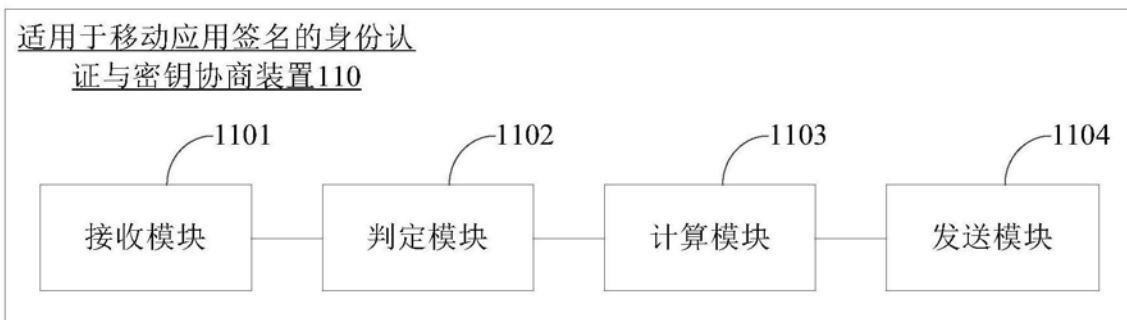 适用于移动应用签名的身份认
证与密钥协商装置110
1101
1102
1103
1104
接收模块
判定模块
计算模块
发送模块